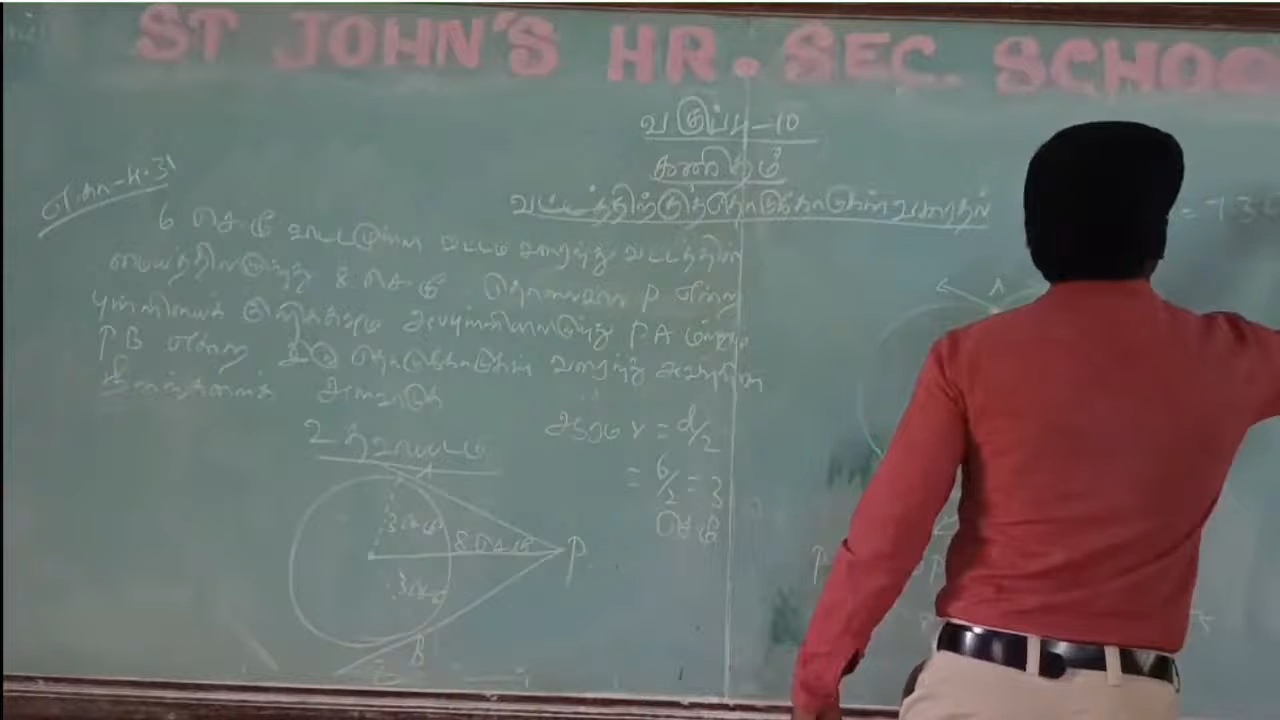 ST JOHN'S HR. SEC. SCHOO
வகுப்பு-10
கணிதம்
வட்டத்திற்குத்தொடுக்கோடுகள் வரைதல்
எ.கா-4.31
6 செ.மீ விட்டமுள்ள வட்டம் வரைந்து வட்டத்தின்
மையத்திலிருந்து 8 செ.மீ தொலைவில் P என்ற
புள்ளியைக் குறிக்கவும் அப்புள்ளியிலிருந்து PA மற்றும்
PB என்ற இரு தொடுகோடுகள் வரைந்து அவற்றின்
நீளங்களைக் அளவிடுக
உதவிப்படம்
ஆரம் r = d/2
= 6/2 = 3
செமீ
A
3 செமீ
8 செ.மீ
P
3 செமீ
B
A